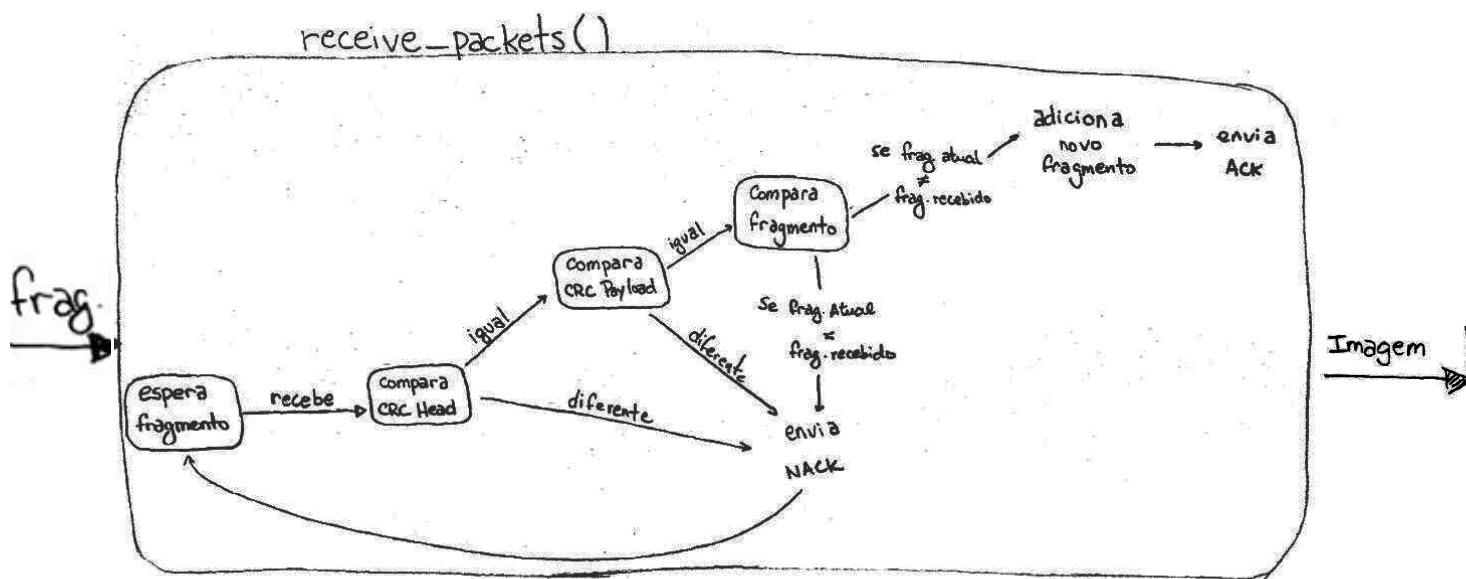 receive_packets()
frag.
espera
fragmento
recebe
Compara
CRC Head
igual
diferente
Compara
CRC Payload
igual
diferente
Compara
fragmento
se frag. atual
≠
frag. recebido
adiciona
novo
fragmento
envia
ACK
Se frag. Atual
=
frag. recebido
envia
NACK
Imagem